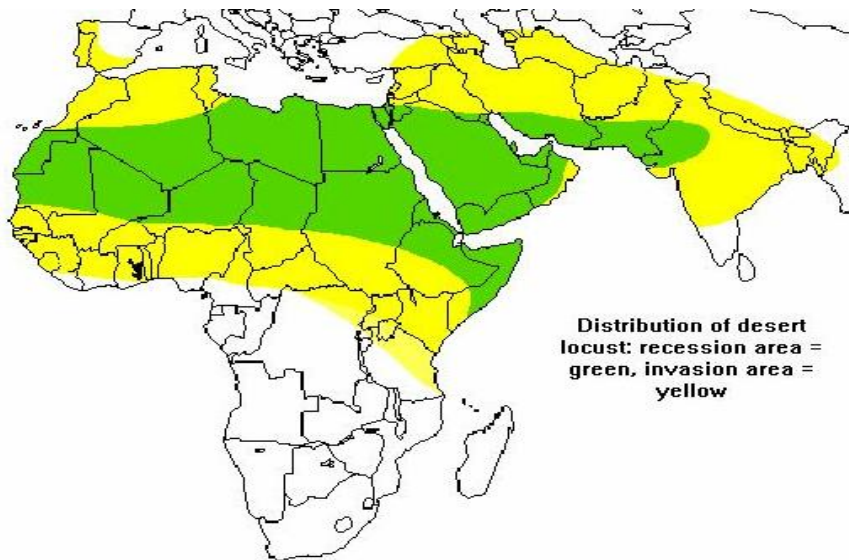 Distribution of desert
locust: recession area =
green, invasion area =
yellow